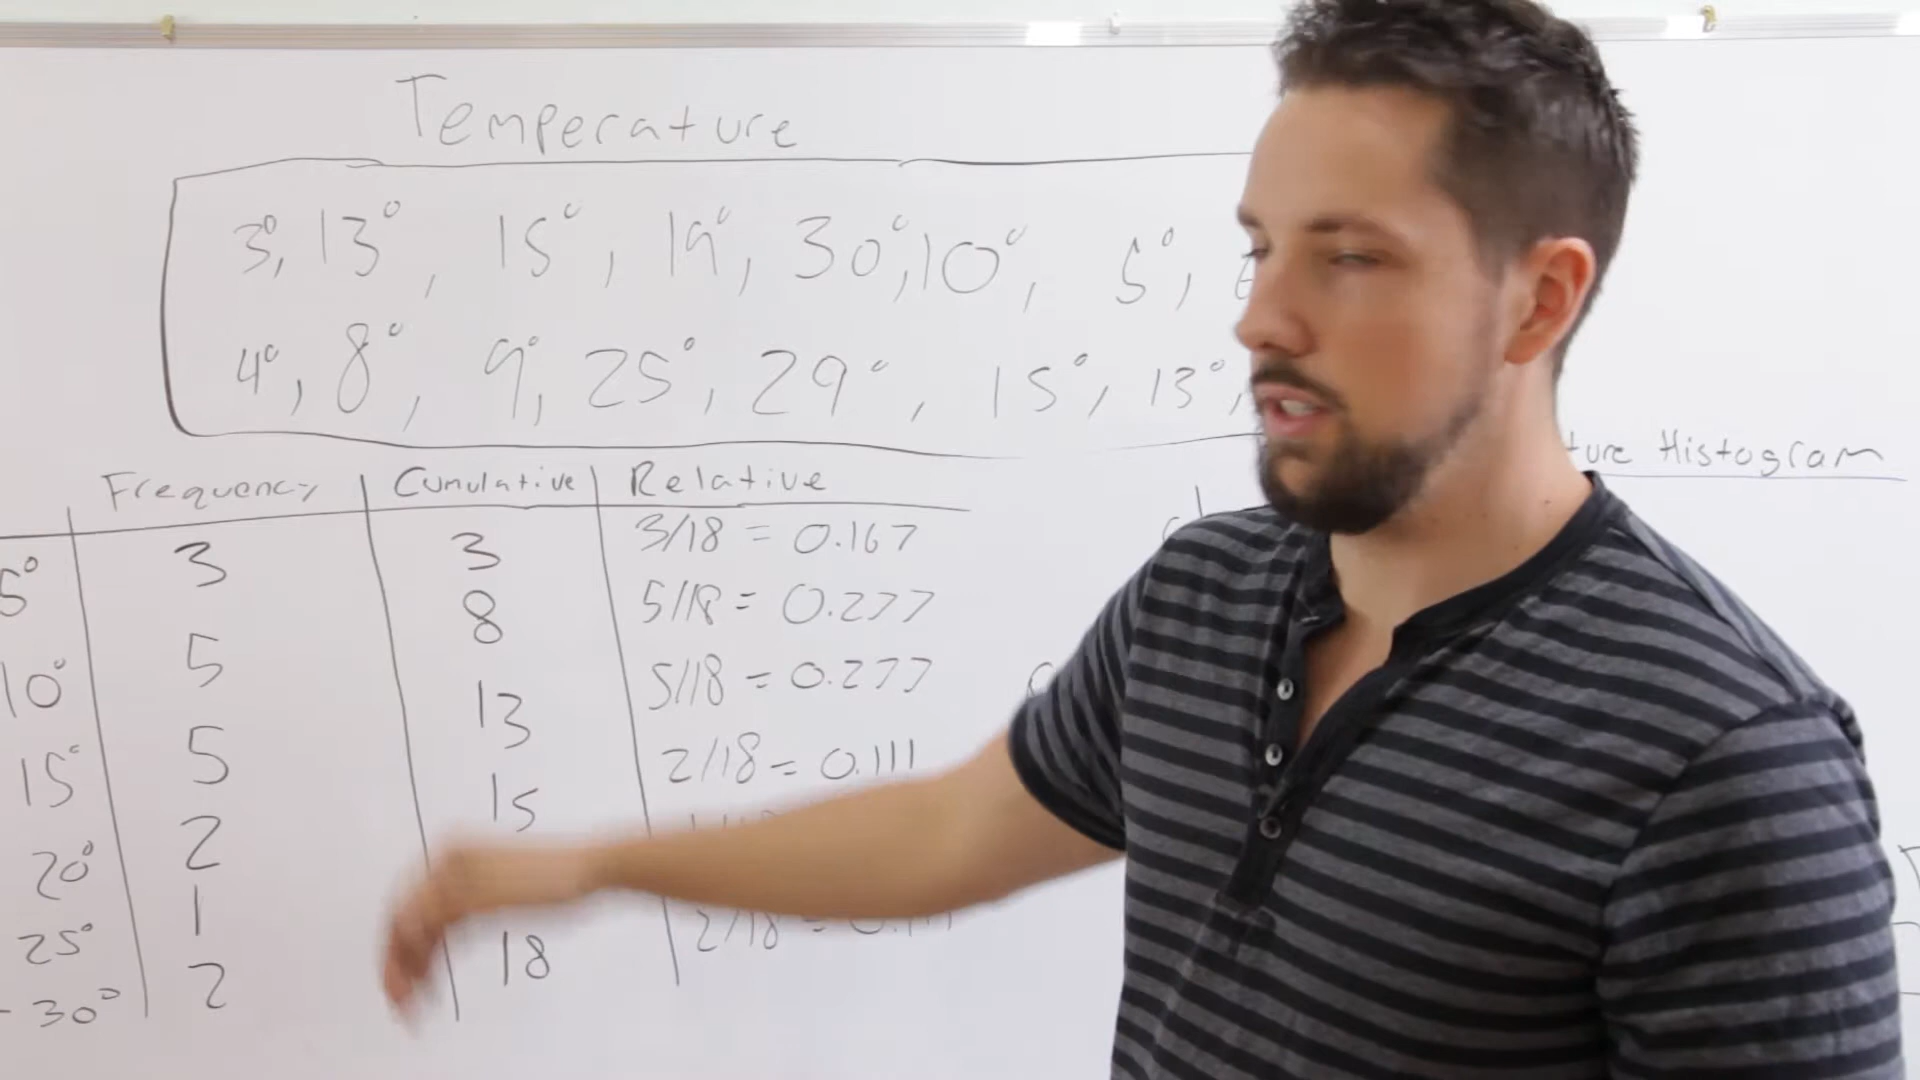 Temperature
3°, 13°, 15°, 19°, 30°, 10°, 5°,
4°, 8°, 9°, 25°, 29°, 15°, 13°,
ture Histogram
Frequency Cumulative Relative
5° 3 3 3/18 = 0.167
10° 5 8 5/18 = 0.277
15° 5 13 5/18 = 0.277
20° 2 15 2/18 = 0.111
25° 1
- 30° 2 18 2/18 =